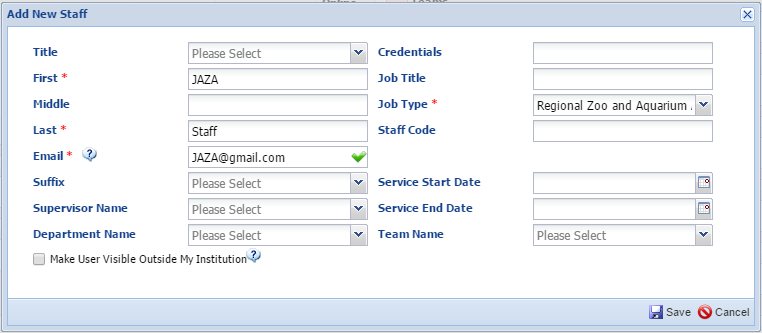 Add New Staff
Title Please Select Credentials
First * JAZA Job Title
Middle Job Type * Regional Zoo and Aquarium
Last * Staff Staff Code
Email * JAZA@gmail.com
Suffix Please Select Service Start Date
Supervisor Name Please Select Service End Date
Department Name Please Select Team Name Please Select
Make User Visible Outside My Institution
Save Cancel